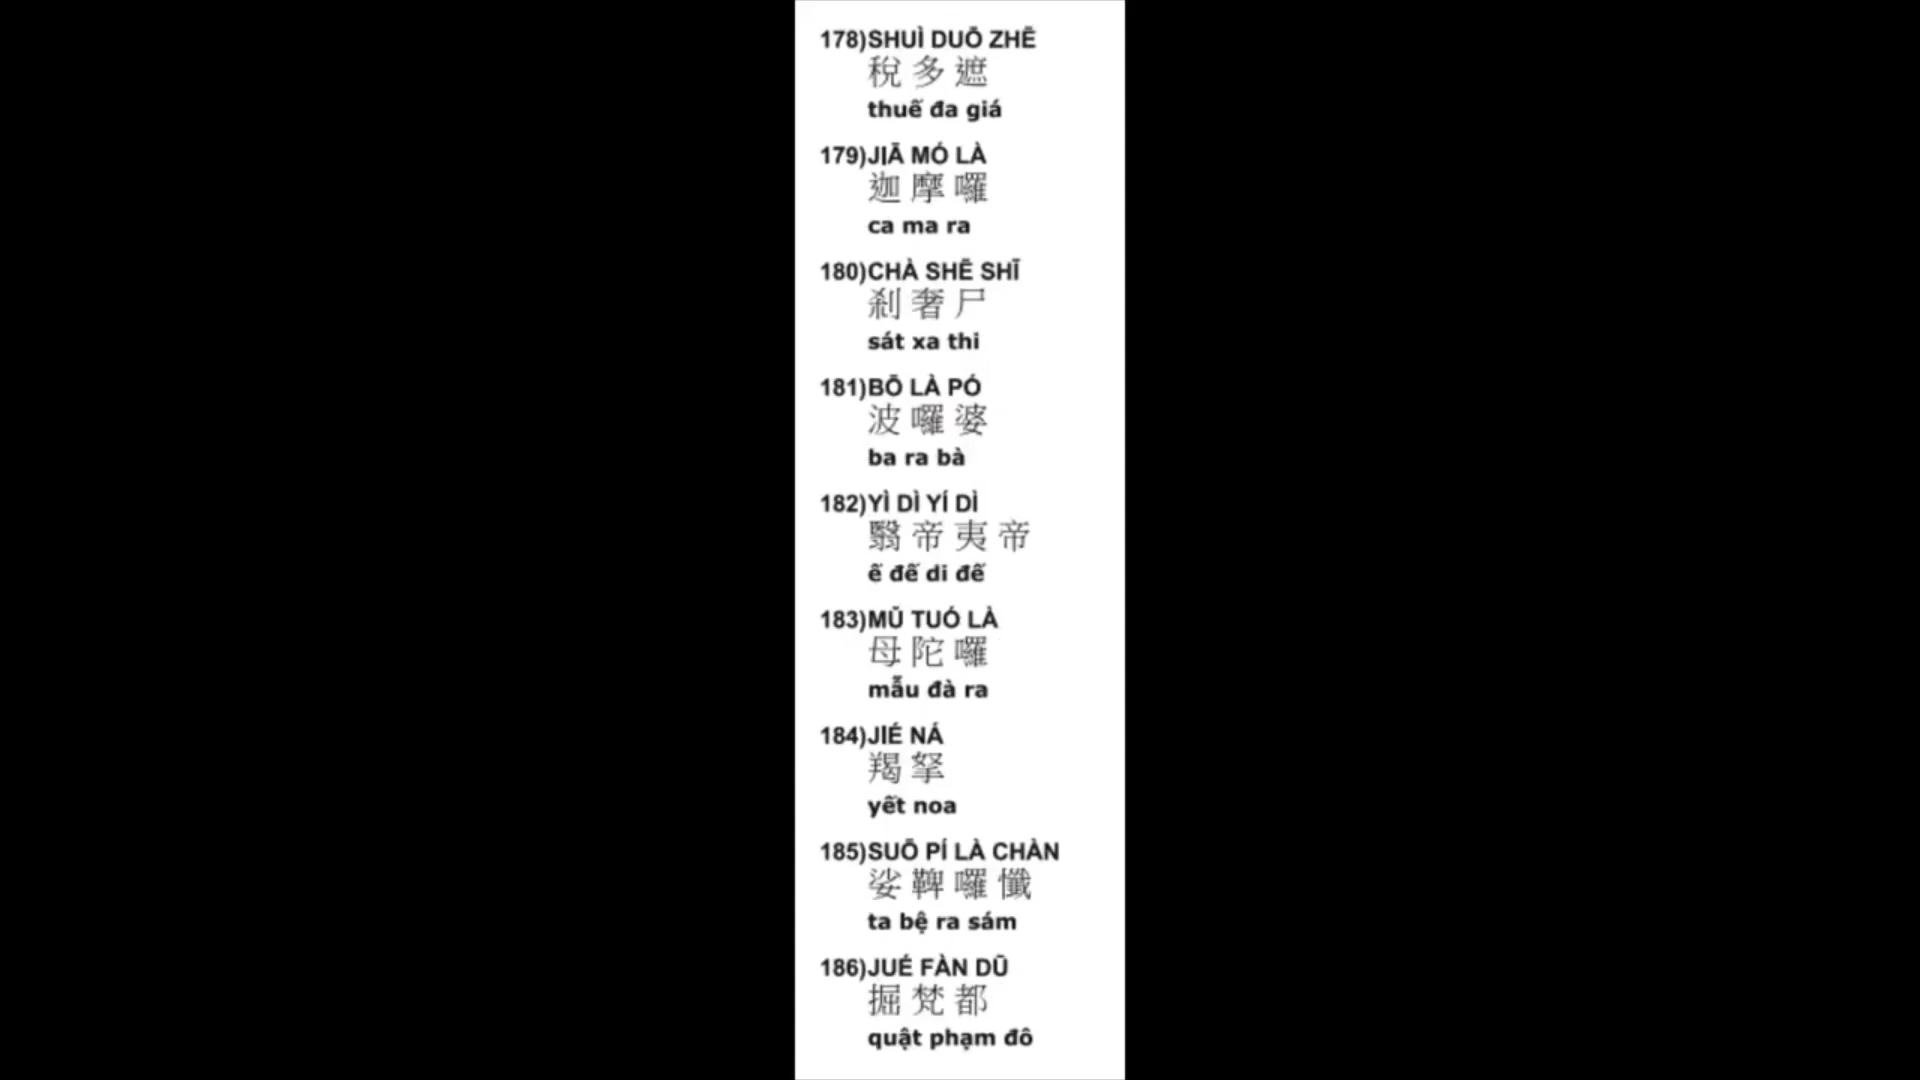 178)SHUÌ DUŌ ZHĒ
稅 多 遮
thuế đa giá
179)JIĀ MÓ LÀ
迦 摩 囉
ca ma ra
180)CHÀ SHĒ SHĪ
剎 奢 尸
sát xa thi
181)BŌ LÀ PÓ
波 囉 婆
ba ra bà
182)YÌ DÌ YÍ DÌ
翳 帝 夷 帝
ế đế di đế
183)MŬ TUÓ LÀ
母 陀 囉
mẫu đà ra
184)JIÉ NÁ
羯 拏
yết noa
185)SUŌ PÍ LÀ CHÀN
娑 鞞 囉 懺
ta bệ ra sám
186)JUÉ FÀN DŪ
掘 梵 都
quật phạm đô